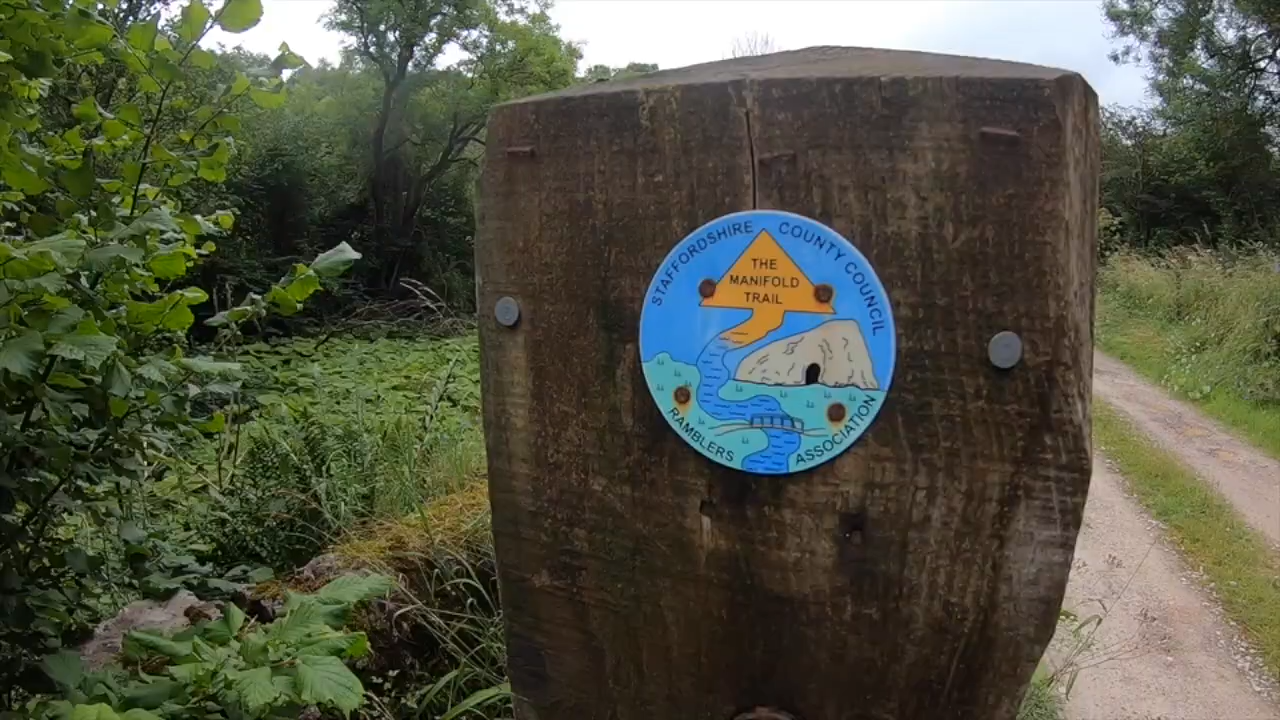 STAFFORDSHIRE COUNTY COUNCIL
THE
MANIFOLD
TRAIL
RAMBLERS ASSOCIATION